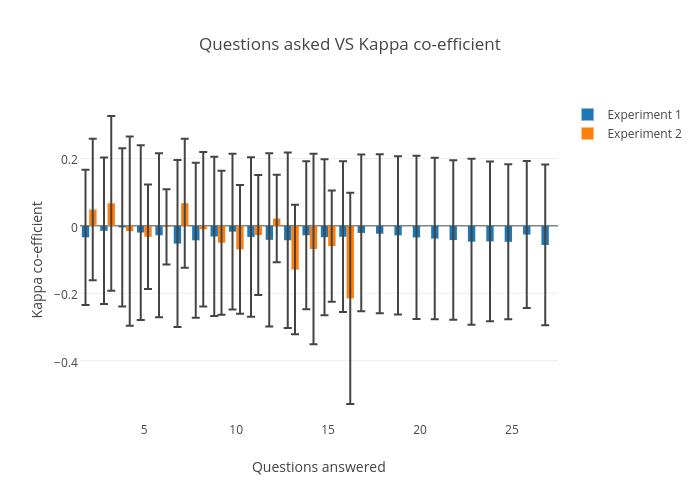 Questions asked VS Kappa co-efficient
Experiment 1
Experiment 2
Kappa co-efficient
0.2
0
−0.2
−0.4
5
10
15
20
25
Questions answered